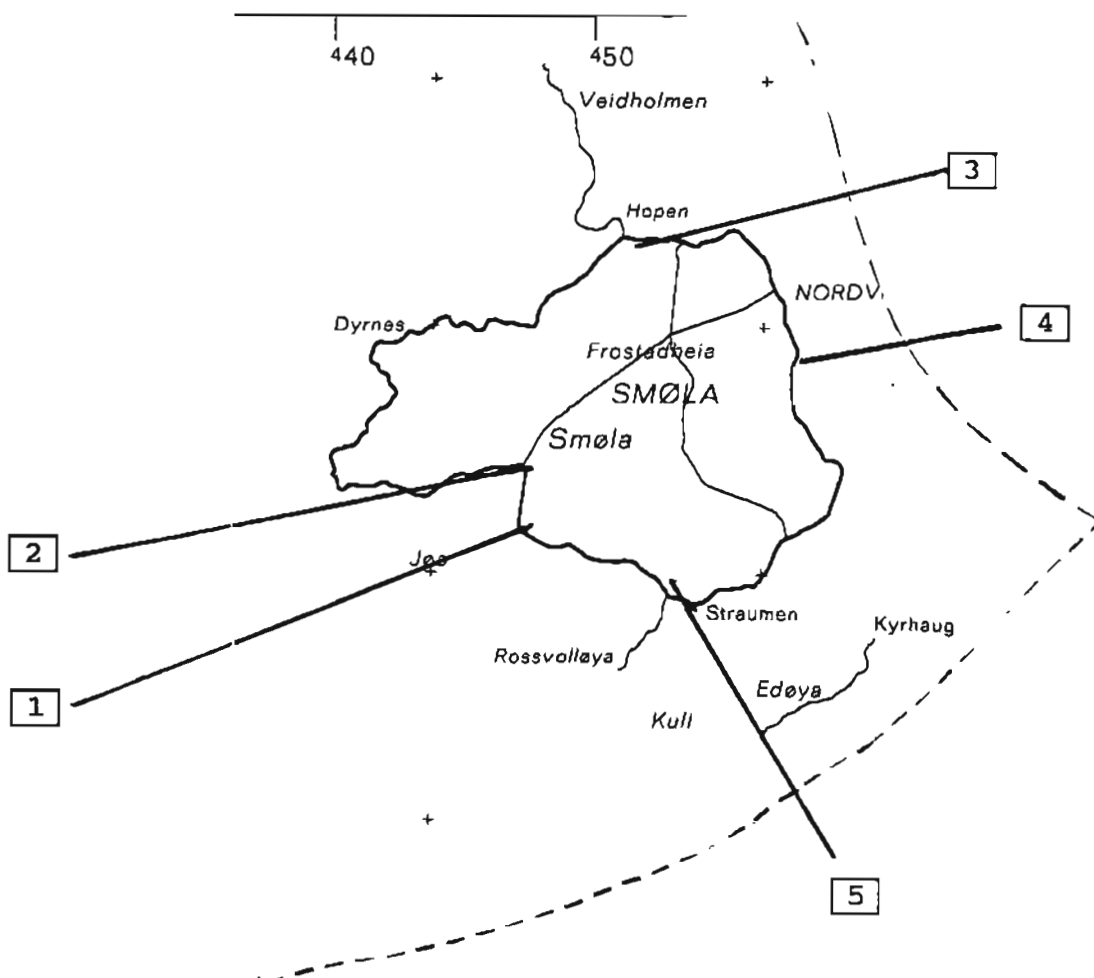 440
450
Veidholmen
3
Hopen
NORDV.
4
Dyrnes
Frostadheia
SMØLA
Smøla
2
Jøs
Straumen
Kyrhaug
Rossvolløya
Edøya
1
Kull
5